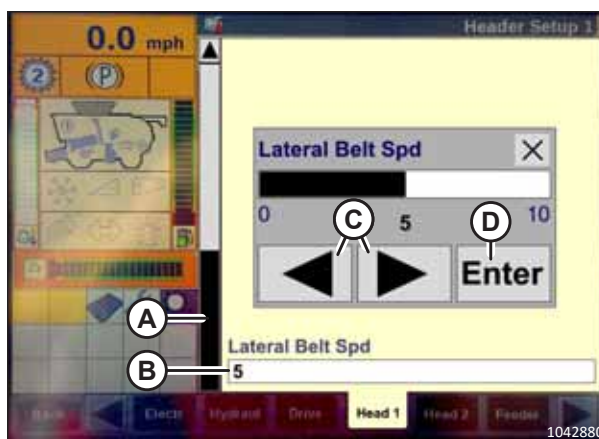 0.0 mph
Header Setup 1
2
P
Lateral Belt Spd
0
5
10
C
D
Enter
A
Lateral Belt Spd
B
5
Back
Electr
Hydraul
Drive
Head 1
Head 2
Feeder
1042880